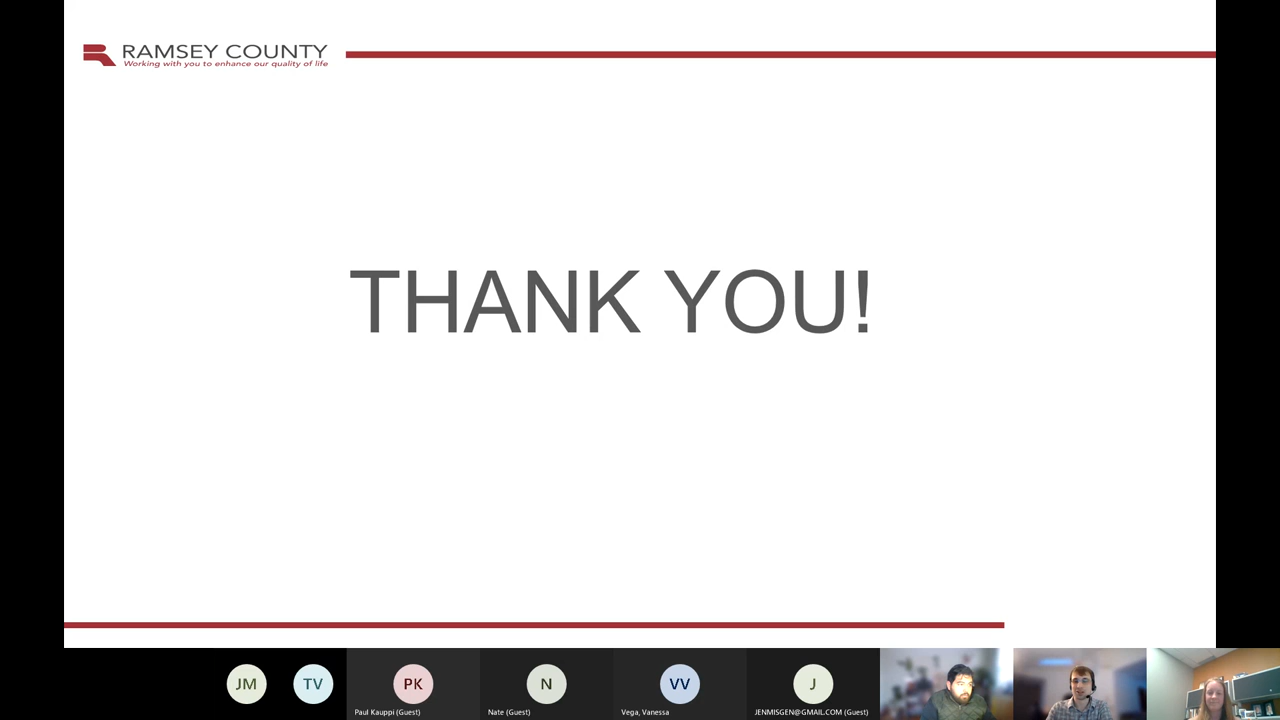 RAMSEY COUNTY
Working with you to enhance our quality of life
THANK YOU!
JM
TV
PK
N
VV
J
Paul Kauppi (Guest)
Nate (Guest)
Vega, Vanessa
JENMISGEN@GMAIL.COM (Guest)